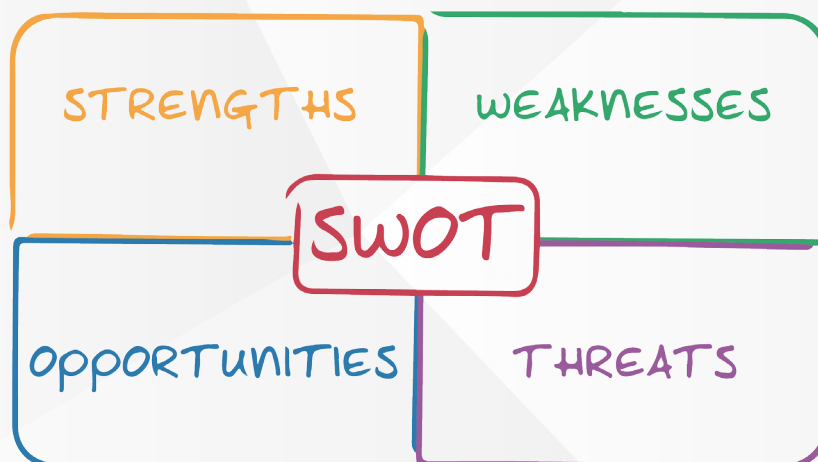 STRENGTHS
WEAKNESSES
SWOT
OPPORTUNITIES
THREATS